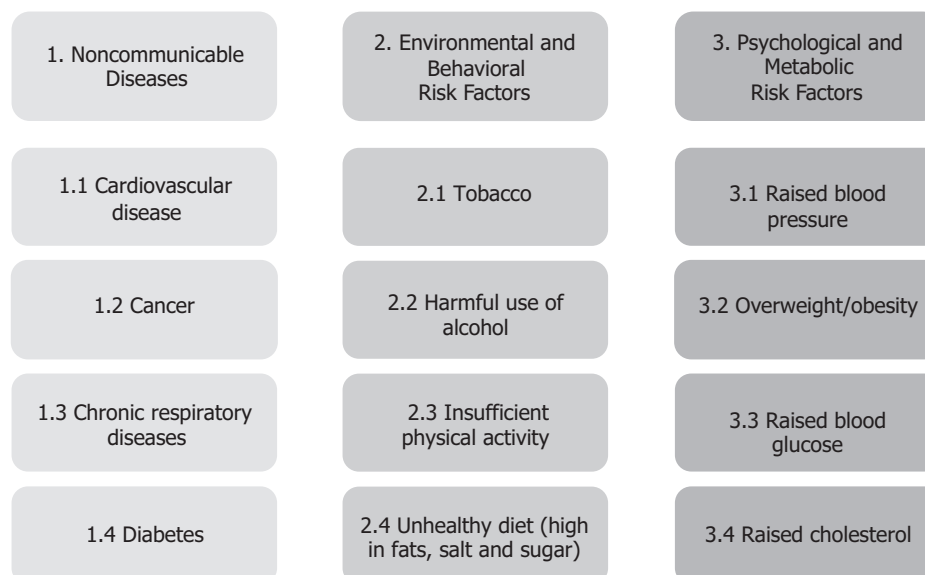 1. Noncommunicable
Diseases
2. Environmental and
Behavioral
Risk Factors
3. Psychological and
Metabolic
Risk Factors
1.1 Cardiovascular
disease
2.1 Tobacco
3.1 Raised blood
pressure
1.2 Cancer
2.2 Harmful use of
alcohol
3.2 Overweight/obesity
1.3 Chronic respiratory
diseases
2.3 Insufficient
physical activity
3.3 Raised blood
glucose
1.4 Diabetes
2.4 Unhealthy diet (high
in fats, salt and sugar)
3.4 Raised cholesterol